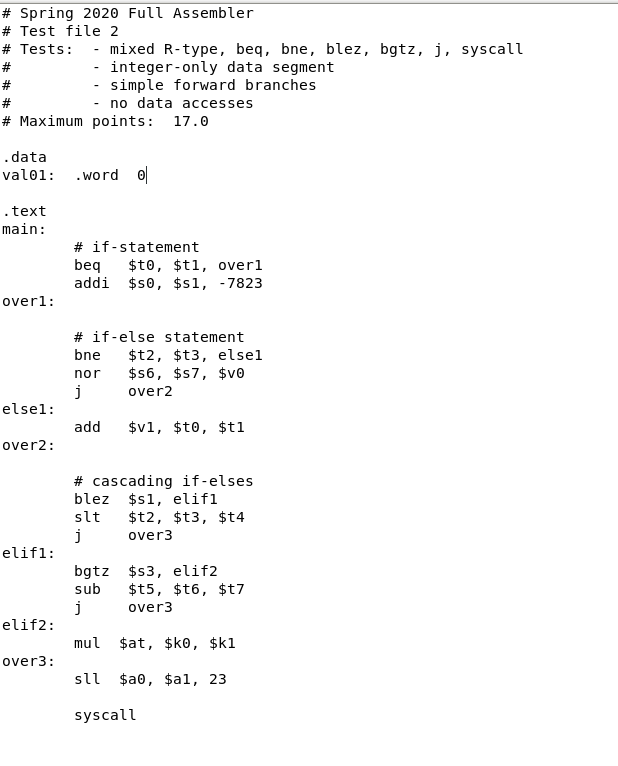 # Spring 2020 Full Assembler
# Test file 2
# Tests:  - mixed R-type, beq, bne, blez, bgtz, j, syscall
#         - integer-only data segment
#         - simple forward branches
#         - no data accesses
# Maximum points:  17.0

.data
val01:  .word  0

.text
main:
        # if-statement
        beq   $t0, $t1, over1
        addi  $s0, $s1, -7823
over1:

        # if-else statement
        bne   $t2, $t3, else1
        nor   $s6, $s7, $v0
        j     over2
else1:
        add   $v1, $t0, $t1
over2:

        # cascading if-elses
        blez  $s1, elif1
        slt   $t2, $t3, $t4
        j     over3
elif1:
        bgtz  $s3, elif2
        sub   $t5, $t6, $t7
        j     over3
elif2:
        mul  $at, $k0, $k1
over3:
        sll  $a0, $a1, 23

        syscall